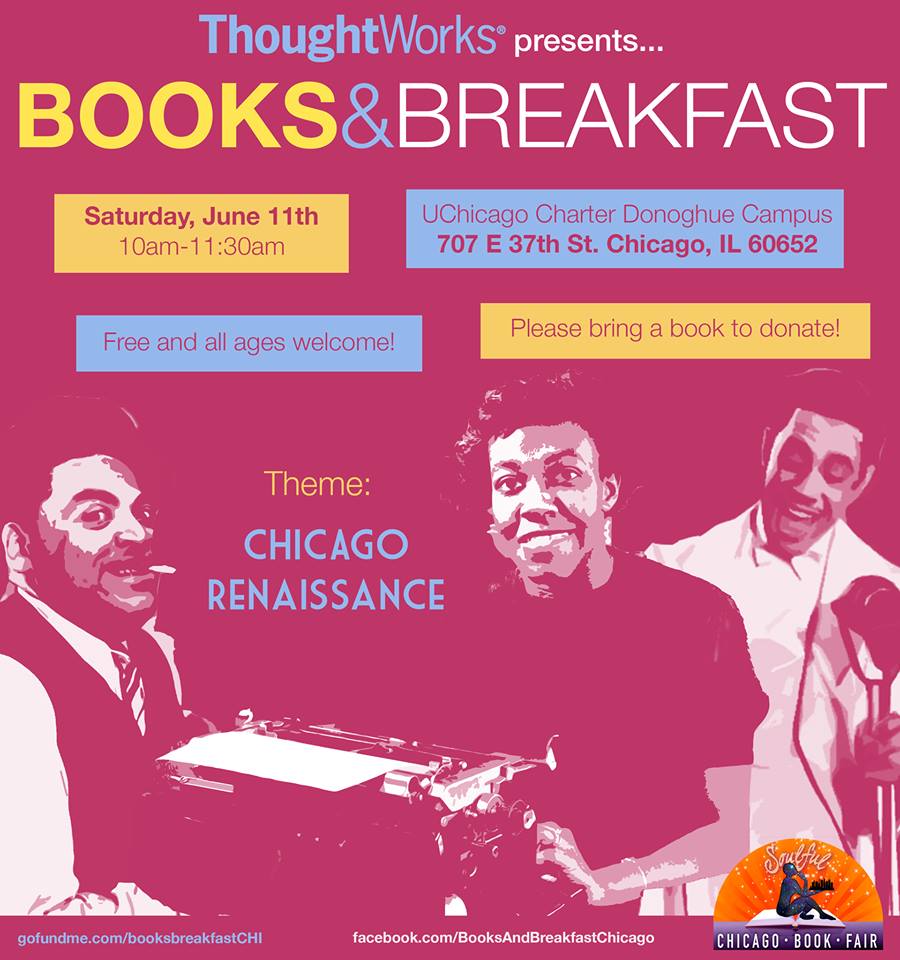 ThoughtWorks® presents...
BOOKS&BREAKFAST
Saturday, June 11th
10am-11:30am
UChicago Charter Donoghue Campus
707 E 37th St. Chicago, IL 60652
Free and all ages welcome!
Please bring a book to donate!
Theme:
CHICAGO
RENAISSANCE
Soulful
CHICAGO · BOOK · FAIR
gofundme.com/booksbreakfastCHI
facebook.com/BooksAndBreakfastChicago